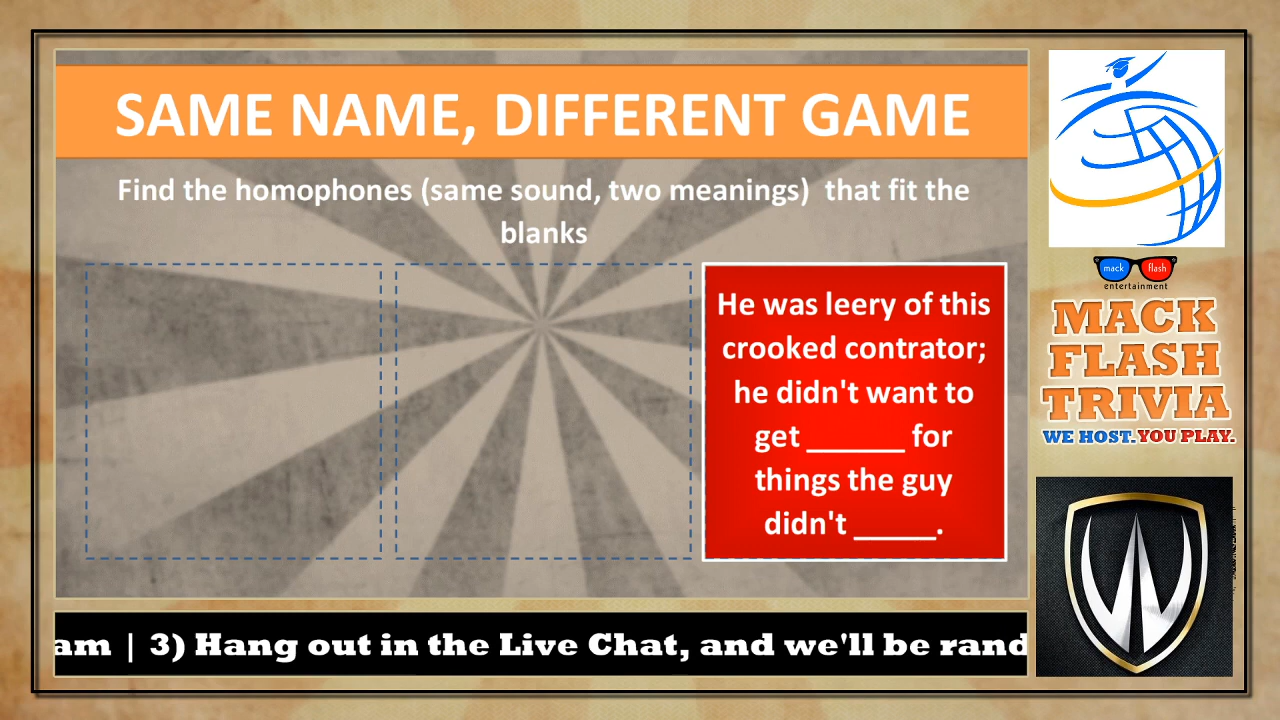 SAME NAME, DIFFERENT GAME
Find the homophones (same sound, two meanings)  that fit the
blanks
He was leery of this
crooked contrator;
he didn't want to
get ______ for
things the guy
didn't _____.
mack flash
entertainment
MACK
FLASH
TRIVIA
WE HOST. YOU PLAY.
am | 3) Hang out in the Live Chat, and we'll be rand